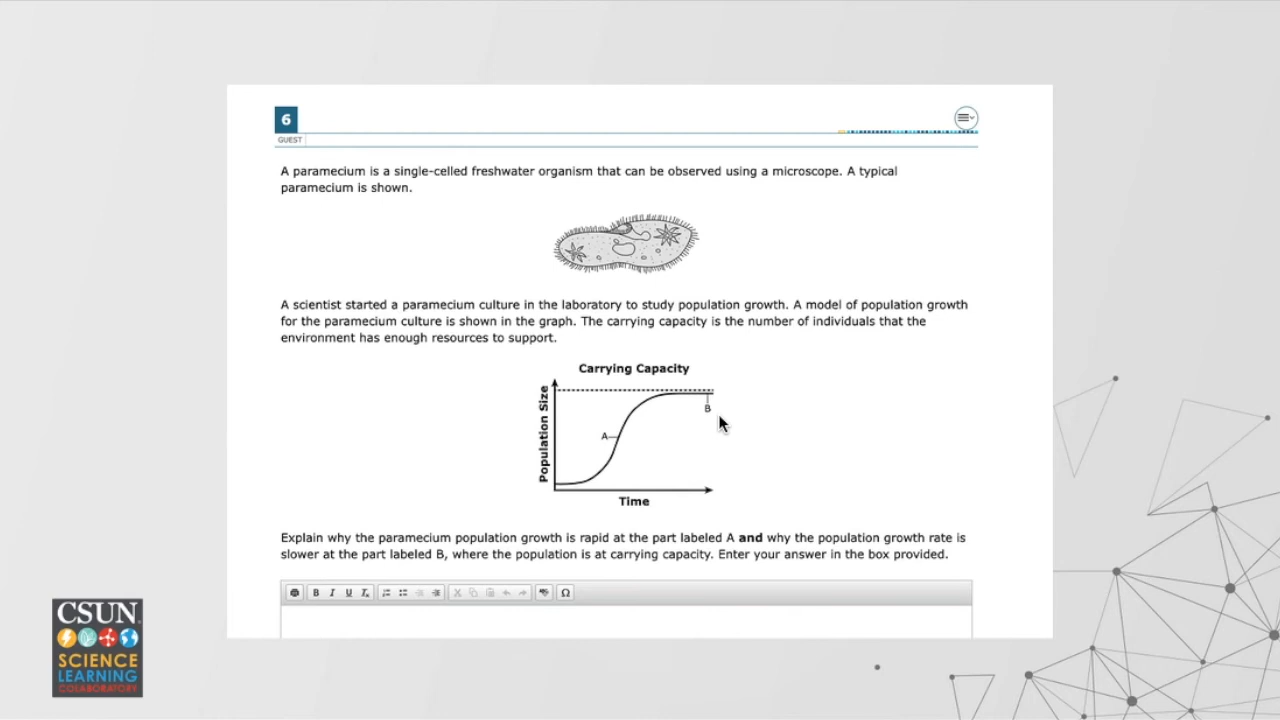 6
GUEST
A paramecium is a single-celled freshwater organism that can be observed using a microscope. A typical
paramecium is shown.
A scientist started a paramecium culture in the laboratory to study population growth. A model of population growth
for the paramecium culture is shown in the graph. The carrying capacity is the number of individuals that the
environment has enough resources to support.
Carrying Capacity
Population Size
A
B
Time
Explain why the paramecium population growth is rapid at the part labeled A and why the population growth rate is
slower at the part labeled B, where the population is at carrying capacity. Enter your answer in the box provided.
B I U Tx
Ω
CSUN
SCIENCE
LEARNING
COLABORATORY